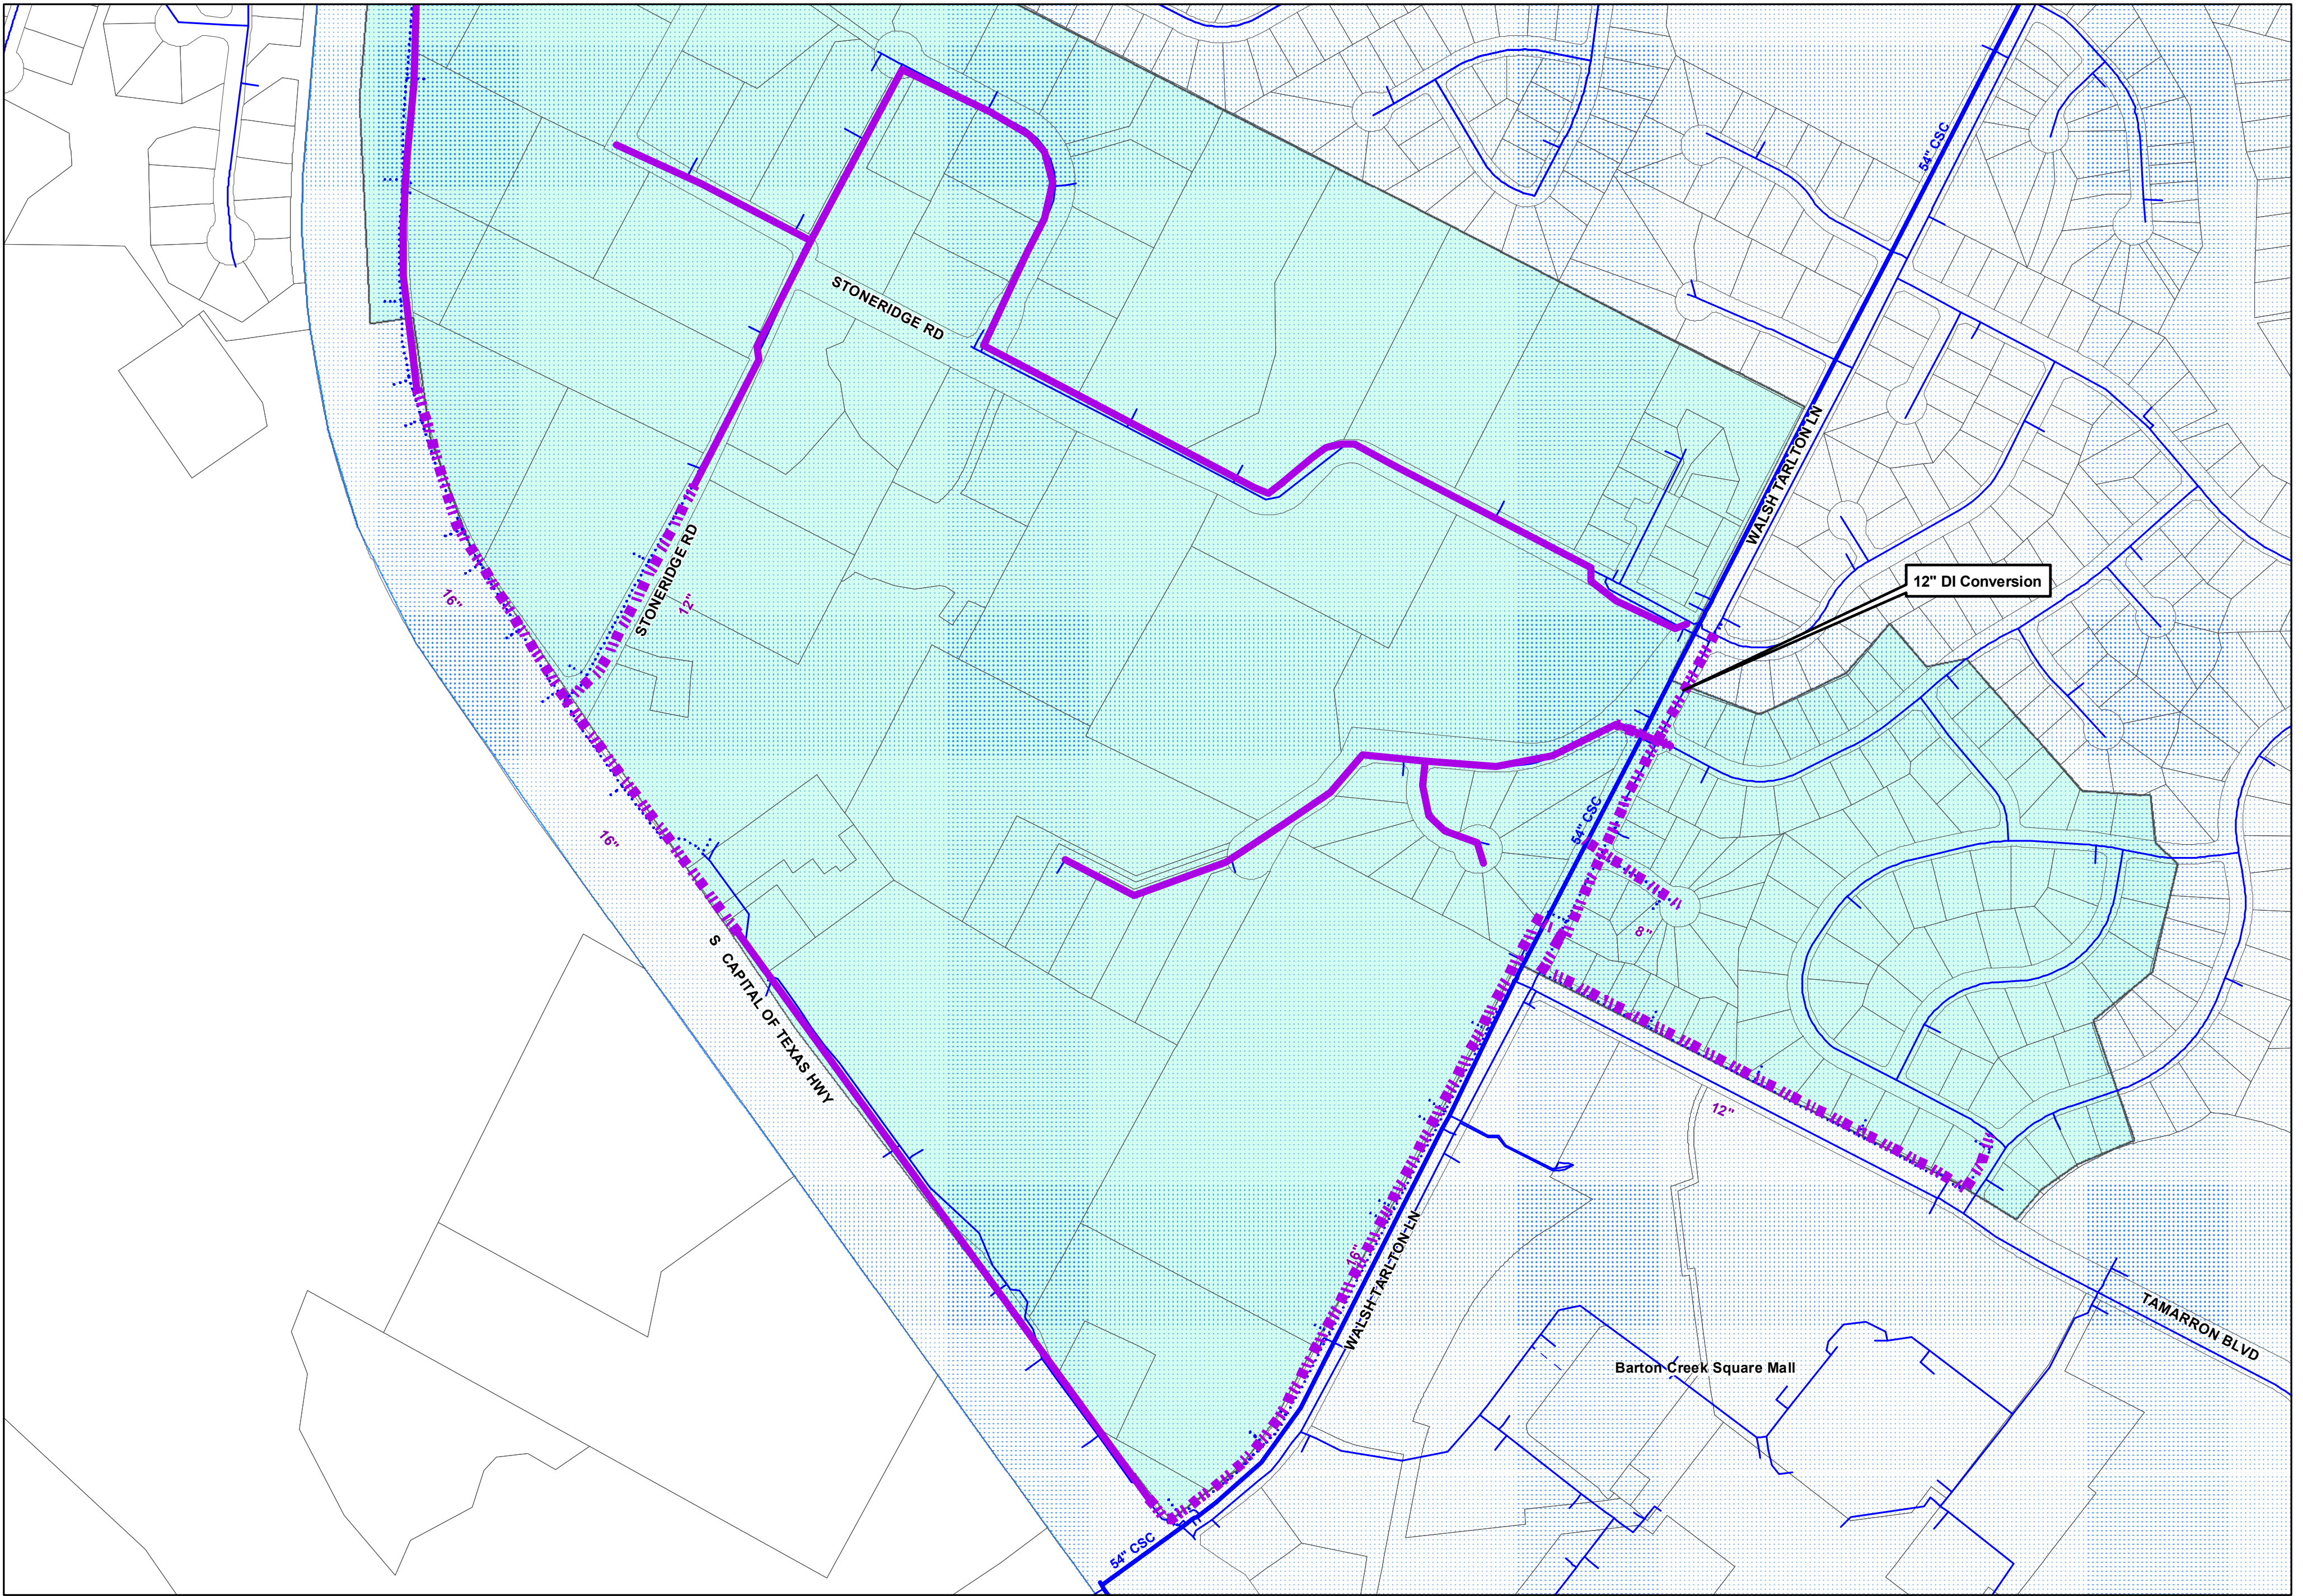 54" CSC
STONERIDGE RD
WALSH TARLTON LN
12" DI Conversion
16"
STONERIDGE RD
12"
16"
54" CSC
8"
S CAPITAL OF TEXAS HWY
12"
16"
WALSH TARLTON LN
TAMARRON BLVD
Barton Creek Square Mall
54" CSC